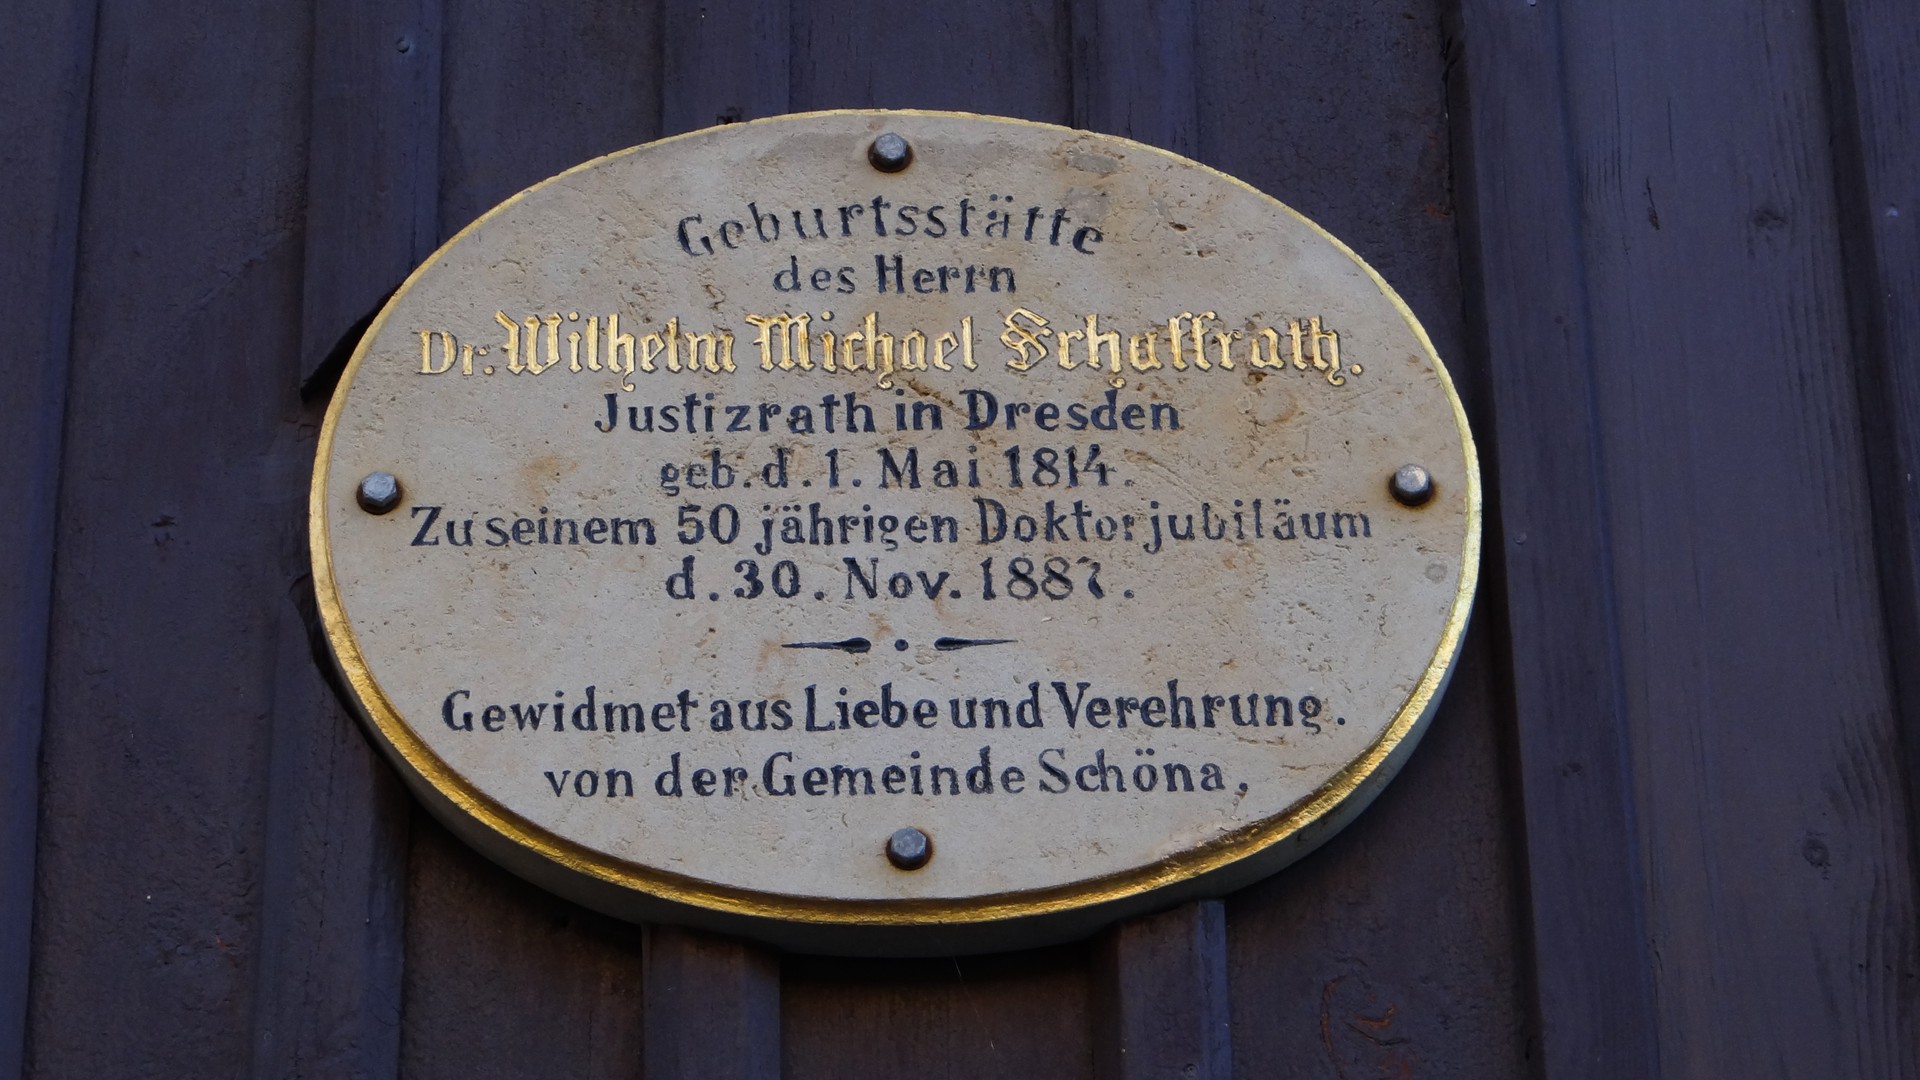 Geburtsstätte
des Herrn
Dr. Wilhelm Michael Schaffrath.
Justizrath in Dresden
geb. d. 1. Mai 1814.
Zu seinem 50 jährigen Doktorjubiläum
d. 30. Nov. 1887.
Gewidmet aus Liebe und Verehrung.
von der Gemeinde Schöna,